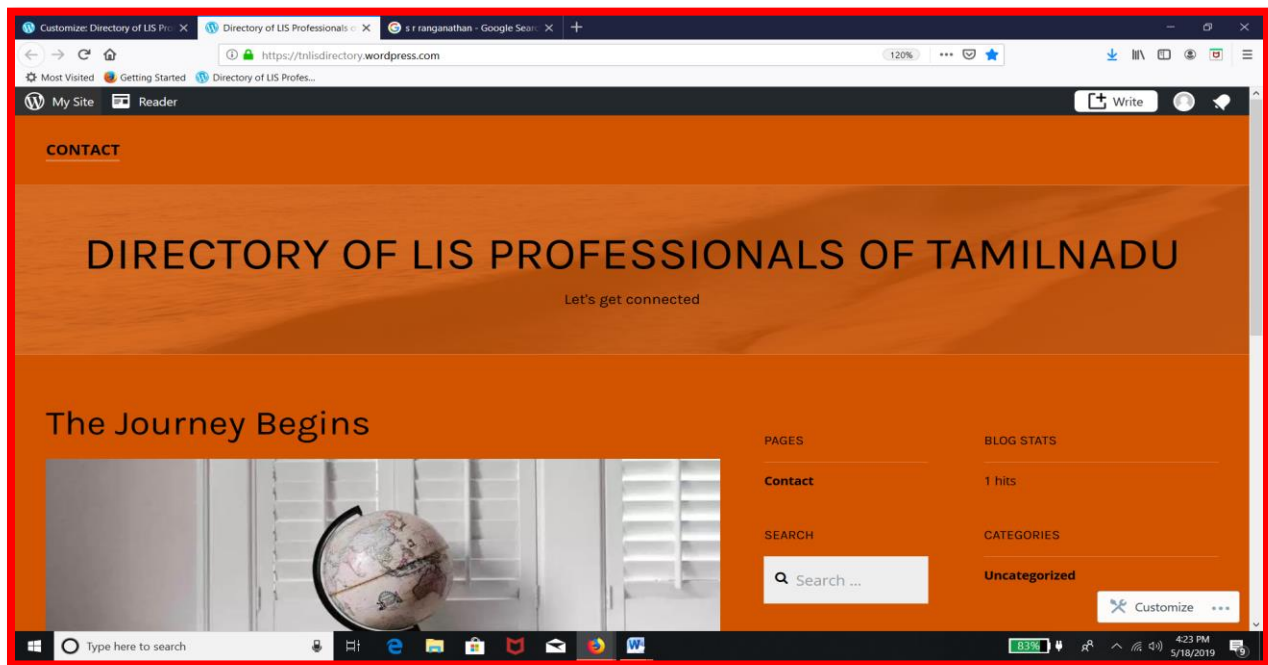 Customize: Directory of LIS Pro
Directory of LIS Professionals o
s r ranganathan - Google Searc
https://tnlisdirectory.wordpress.com
120%
Most Visited
Getting Started
Directory of LIS Profes...
My Site
Reader
Write
CONTACT
DIRECTORY OF LIS PROFESSIONALS OF TAMILNADU
Let's get connected
The Journey Begins
PAGES
BLOG STATS
Contact
1 hits
SEARCH
CATEGORIES
Search ...
Uncategorized
Customize
Type here to search
83%
4:23 PM
5/18/2019
9